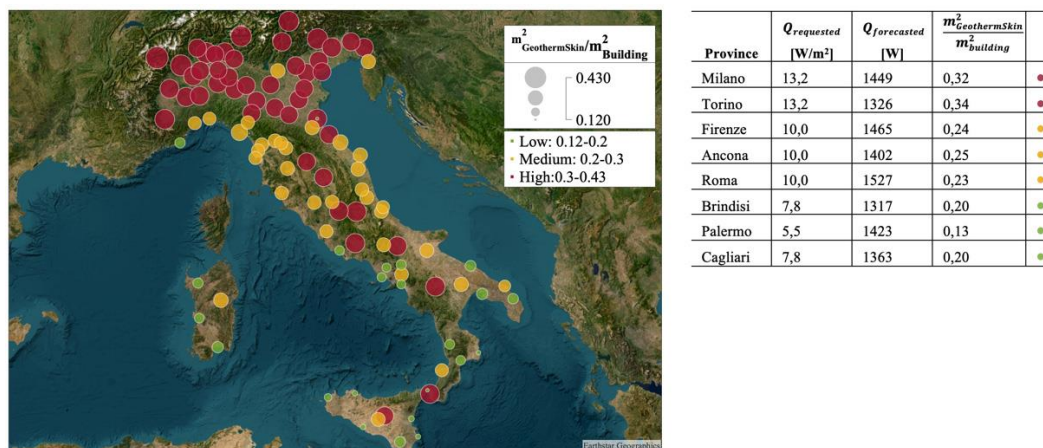 m²GeothermSkin/m²Building
0.430
0.120
Low: 0.12-0.2
Medium: 0.2-0.3
High:0.3-0.43
Earthstar Geographics
Province Q_requested [W/m²] Q_forecasted [W] m²GeothermSkin / m²building
Milano 13,2 1449 0,32
Torino 13,2 1326 0,34
Firenze 10,0 1465 0,24
Ancona 10,0 1402 0,25
Roma 10,0 1527 0,23
Brindisi 7,8 1317 0,20
Palermo 5,5 1423 0,13
Cagliari 7,8 1363 0,20